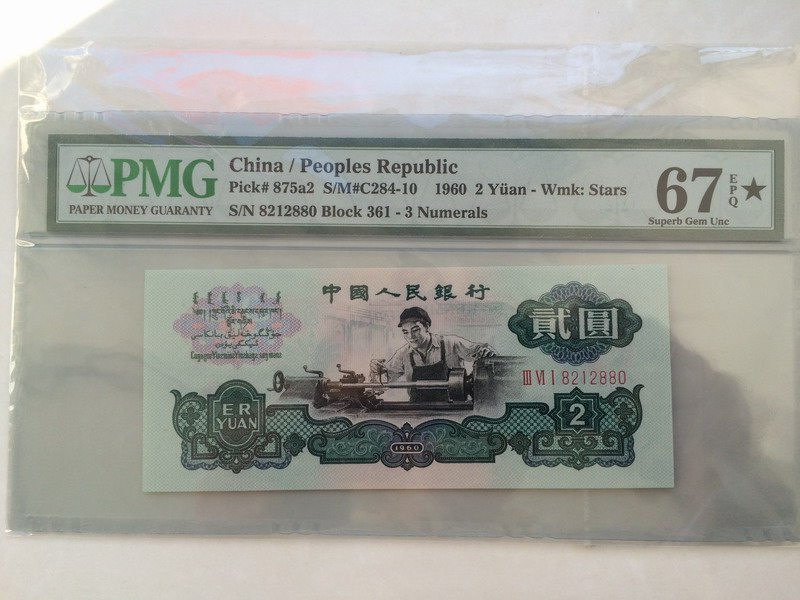 PMG
PAPER MONEY GUARANTY
China / Peoples Republic
Pick# 875a2 S/M#C284-10 1960 2 Yüan - Wmk: Stars
S/N 8212880 Block 361 - 3 Numerals
67 EPQ ★
Superb Gem Unc
中國人民銀行
貳圓
III VI I 8212880
ER
YUAN
2
1960